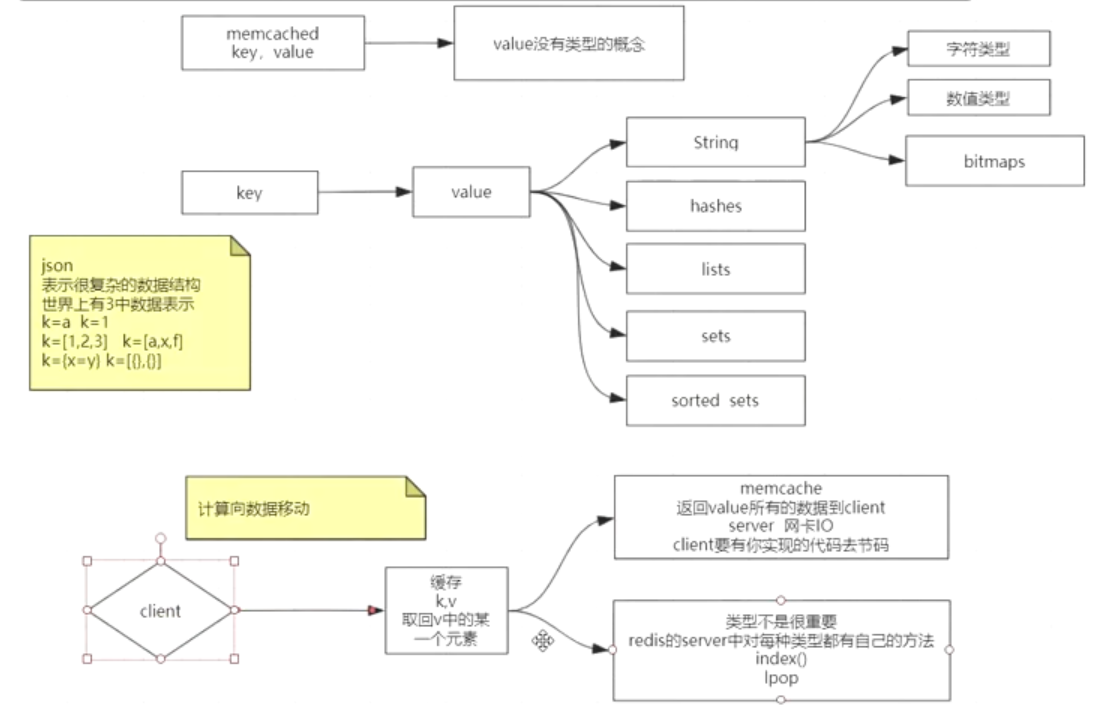 memcached
key, value
value没有类型的概念
字符类型
数值类型
bitmaps
String
key
value
hashes
lists
sets
sorted sets
json
表示很复杂的数据结构
世界上有3中数据表示
k=a k=1
k=[1,2,3] k=[a,x,f]
k={x=y} k=[{},{}]
计算向数据移动
client
缓存
k,v
取回v中的某
一个元素
memcache
返回value所有的数据到client
server 网卡IO
client要有你实现的代码去节码
类型不是很重要
redis的server中对每种类型都有自己的方法
index()
lpop